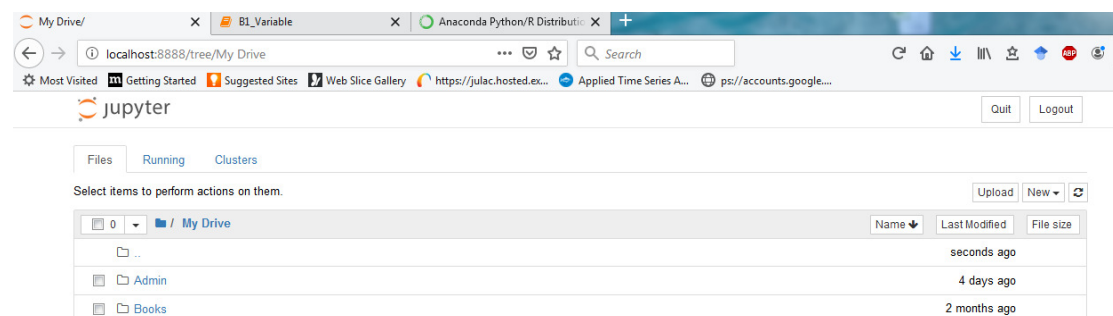 My Drive/ B1_Variable Anaconda Python/R Distributic
localhost:8888/tree/My Drive Search
Most Visited Getting Started Suggested Sites Web Slice Gallery https://julac.hosted.ex... Applied Time Series A... ps://accounts.google....
jupyter Quit Logout
Files Running Clusters
Select items to perform actions on them. Upload New
0 / My Drive Name Last Modified File size
.. seconds ago
Admin 4 days ago
Books 2 months ago